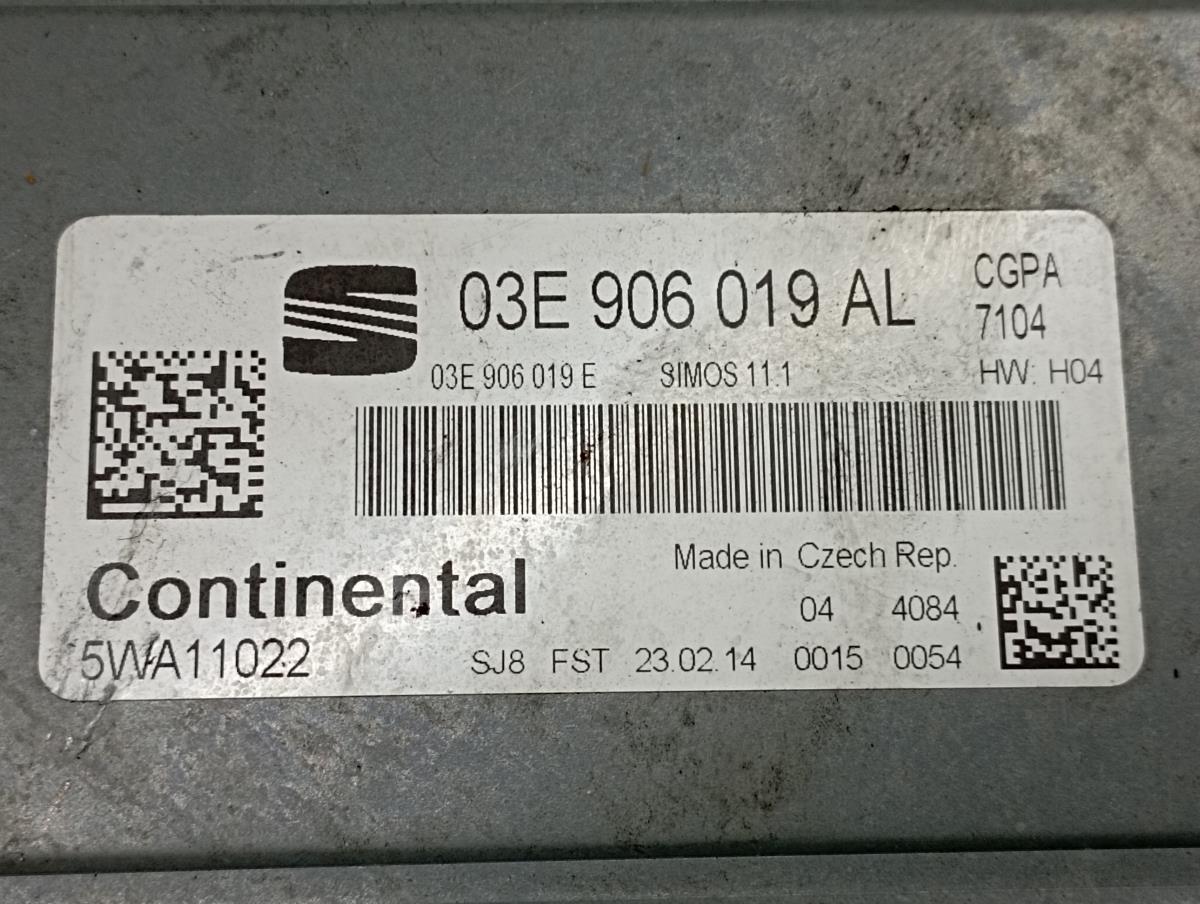 03E 906 019 AL
CGPA
7104
03E 906 019 E SIMOS 11.1 HW: H04
Made in Czech Rep.
Continental
04 4084
5WA11022 SJ8 FST 23.02.14 0015 0054